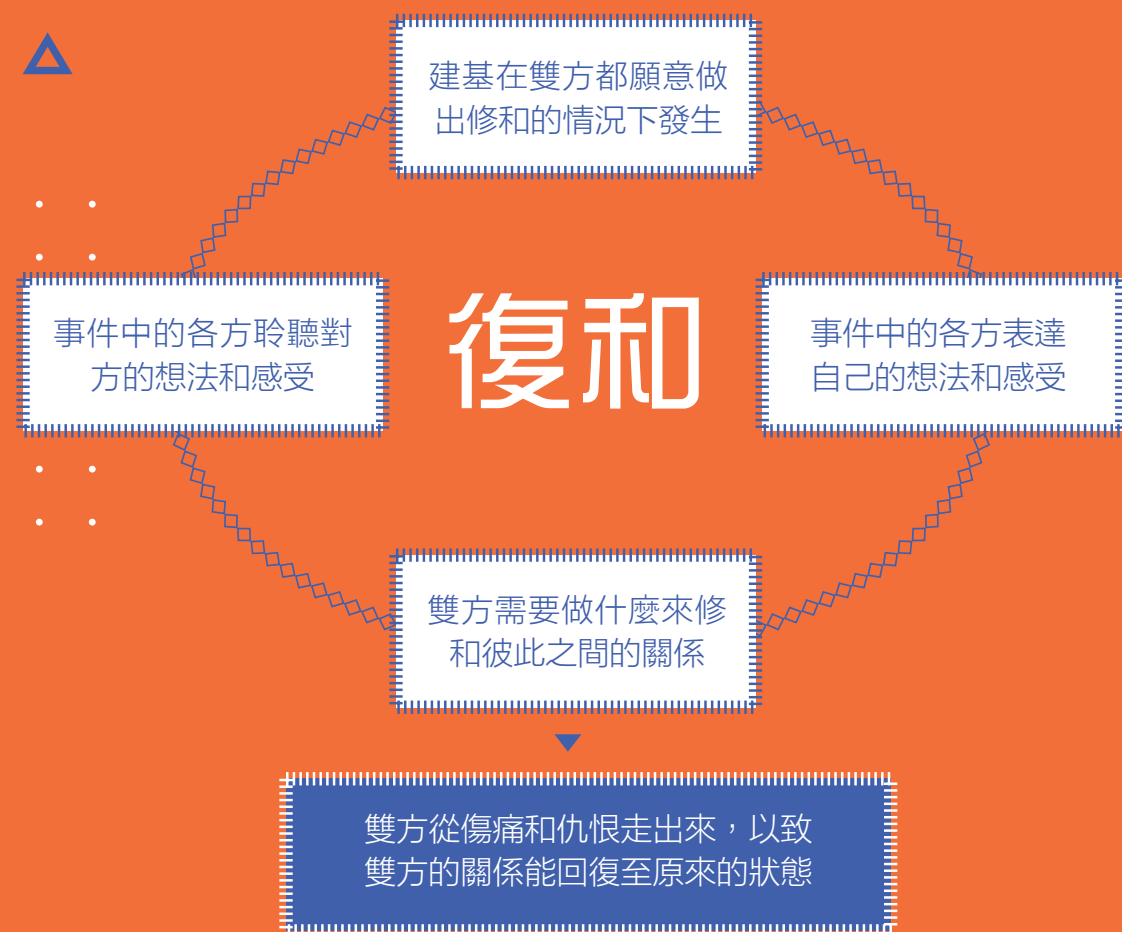 建基在雙方都願意做
出修和的情況下發生
事件中的各方聆聽對
方的想法和感受
復和
事件中的各方表達
自己的想法和感受
雙方需要做什麼來修
和彼此之間的關係
雙方從傷痛和仇恨走出來，以致
雙方的關係能回復至原來的狀態